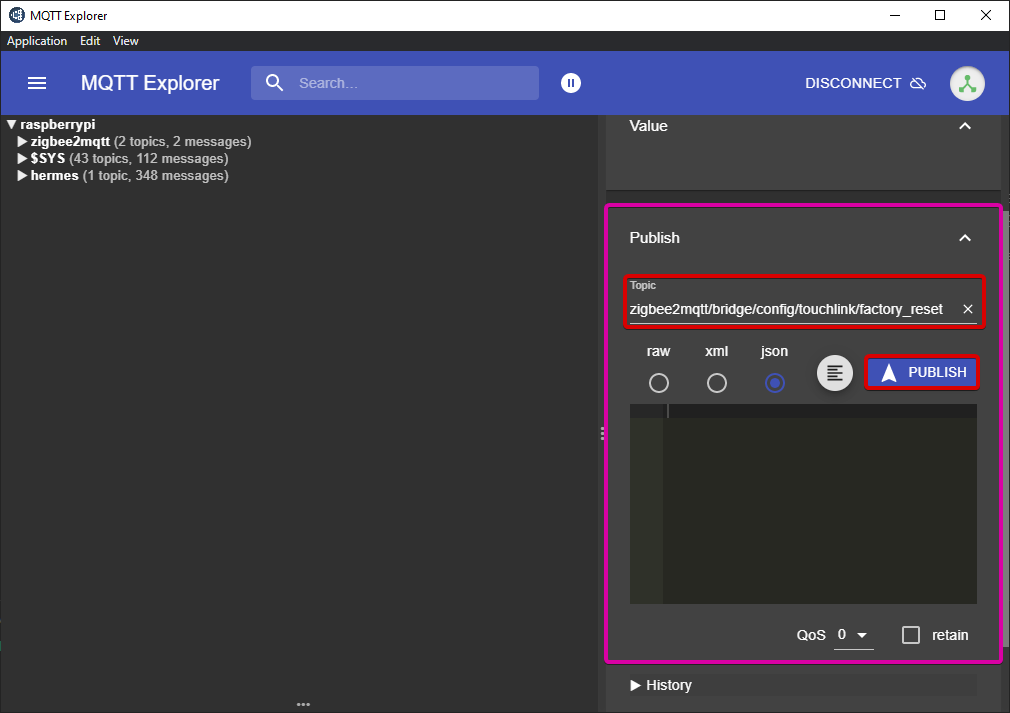 MQTT Explorer
Application Edit View
MQTT Explorer Search... DISCONNECT
raspberrypi
zigbee2mqtt (2 topics, 2 messages)
$SYS (43 topics, 112 messages)
hermes (1 topic, 348 messages)
Value
Publish
Topic
zigbee2mqtt/bridge/config/touchlink/factory_reset
raw xml json
PUBLISH
QoS 0 retain
History